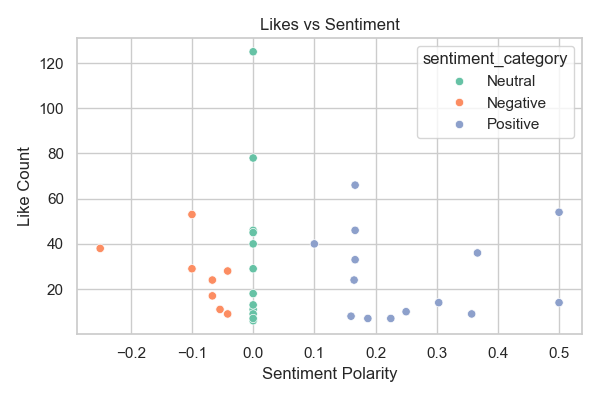 Likes vs Sentiment
sentiment_category
Neutral
Negative
Positive
120
100
80
60
40
20
Like Count
−0.2 −0.1 0.0 0.1 0.2 0.3 0.4 0.5
Sentiment Polarity